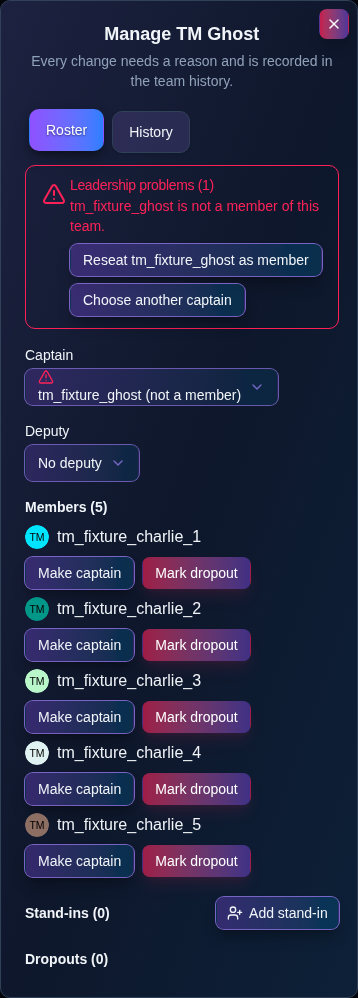 Manage TM Ghost
Every change needs a reason and is recorded in
the team history.
Roster
History
Leadership problems (1)
tm_fixture_ghost is not a member of this
team.
Reseat tm_fixture_ghost as member
Choose another captain
Captain
tm_fixture_ghost (not a member)
Deputy
No deputy
Members (5)
TM tm_fixture_charlie_1
Make captain Mark dropout
TM tm_fixture_charlie_2
Make captain Mark dropout
TM tm_fixture_charlie_3
Make captain Mark dropout
TM tm_fixture_charlie_4
Make captain Mark dropout
TM tm_fixture_charlie_5
Make captain Mark dropout
Stand-ins (0) Add stand-in
Dropouts (0)